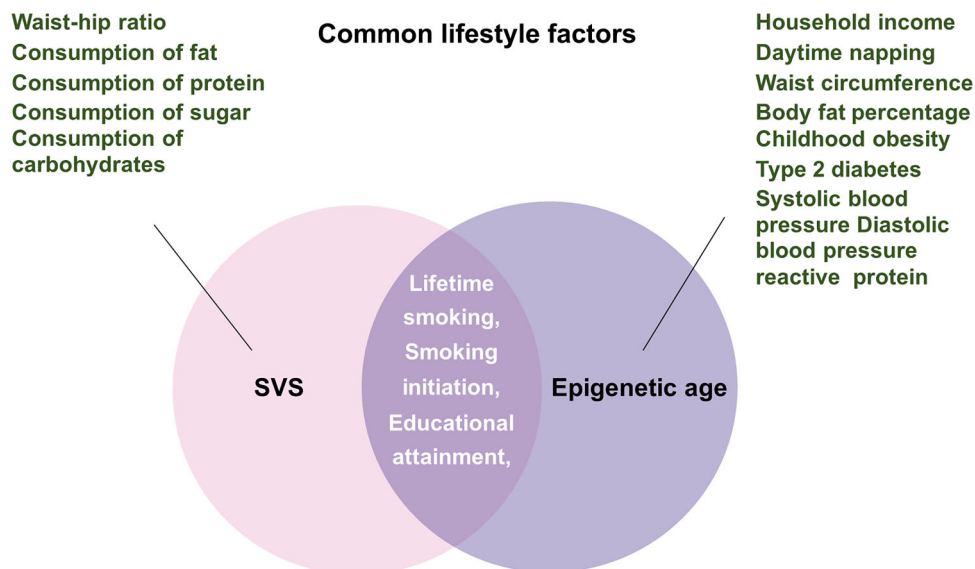 Common lifestyle factors
Waist-hip ratio
Consumption of fat
Consumption of protein
Consumption of sugar
Consumption of
carbohydrates
Household income
Daytime napping
Waist circumference
Body fat percentage
Childhood obesity
Type 2 diabetes
Systolic blood
pressure Diastolic
blood pressure
reactive protein
SVS
Lifetime
smoking,
Smoking
initiation,
Educational
attainment,
Epigenetic age